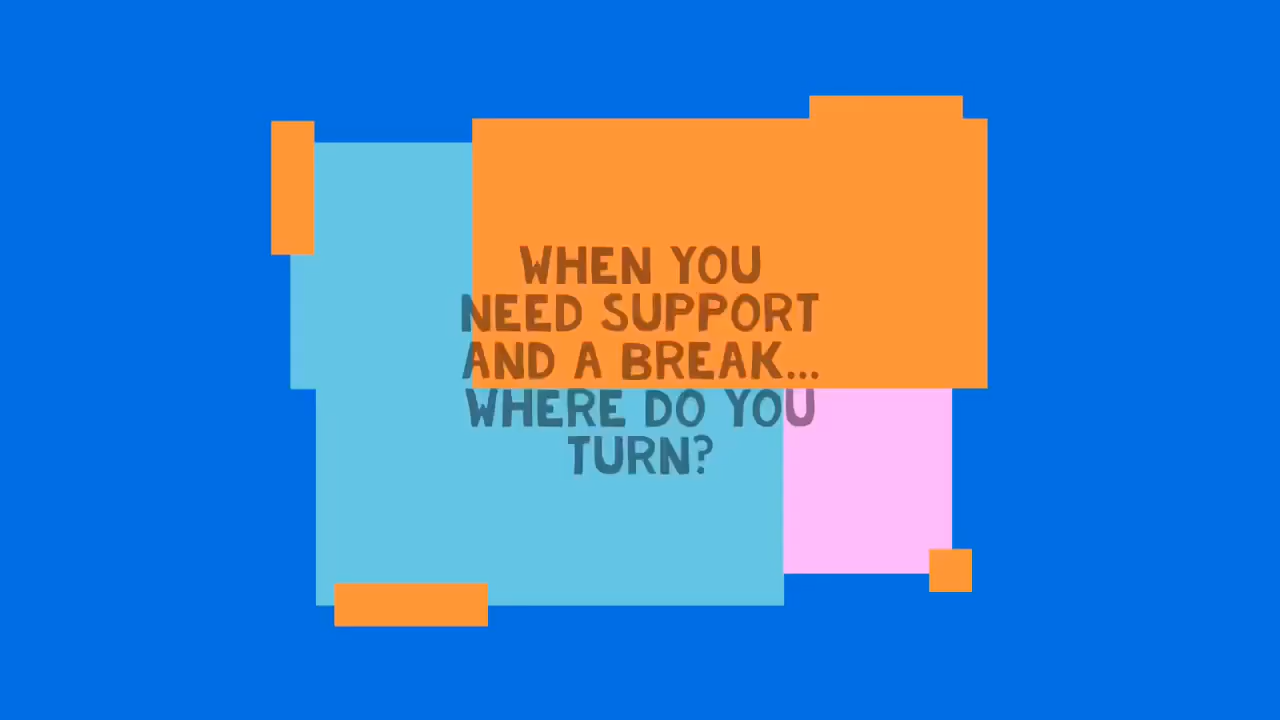 WHEN YOU
NEED SUPPORT
AND A BREAK...
WHERE DO YOU
TURN?